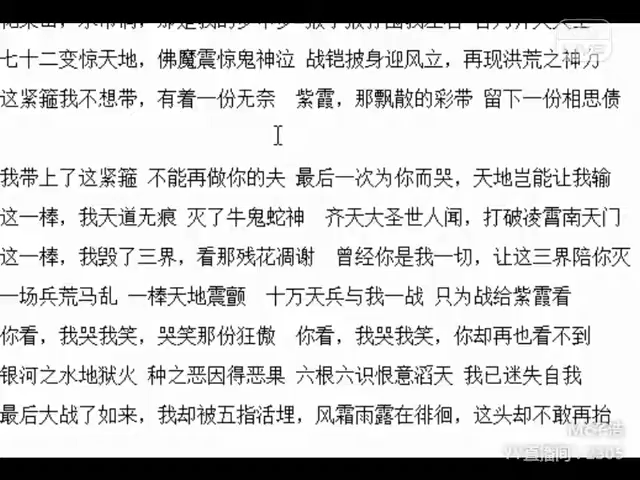 七十二变惊天地，佛魔震惊鬼神泣 战铠披身迎风立，再现洪荒之神力
这紧箍我不想带，有着一份无奈 紫霞，那飘散的彩带 留下一份相思债
我带上了这紧箍 不能再做你的夫 最后一次为你而哭，天地岂能让我输
这一棒，我天道无痕 灭了牛鬼蛇神 齐天大圣世人闻，打破凌霄南天门
这一棒，我毁了三界，看那残花凋谢 曾经你是我一切，让这三界陪你灭
一场兵荒马乱 一棒天地震颤 十万天兵与我一战 只为战给紫霞看
你看，我哭我笑，哭笑那份狂傲 你看，我哭我笑，你却再也看不到
银河之水地狱火 种之恶因得恶果 六根六识恨意滔天 我已迷失自我
最后大战了如来，我却被五指活埋，风霜雨露在徘徊，这头却不敢再抬